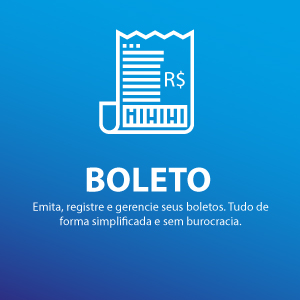 R$
BOLETO
Emita, registre e gerencie seus boletos. Tudo de
forma simplificada e sem burocracia.